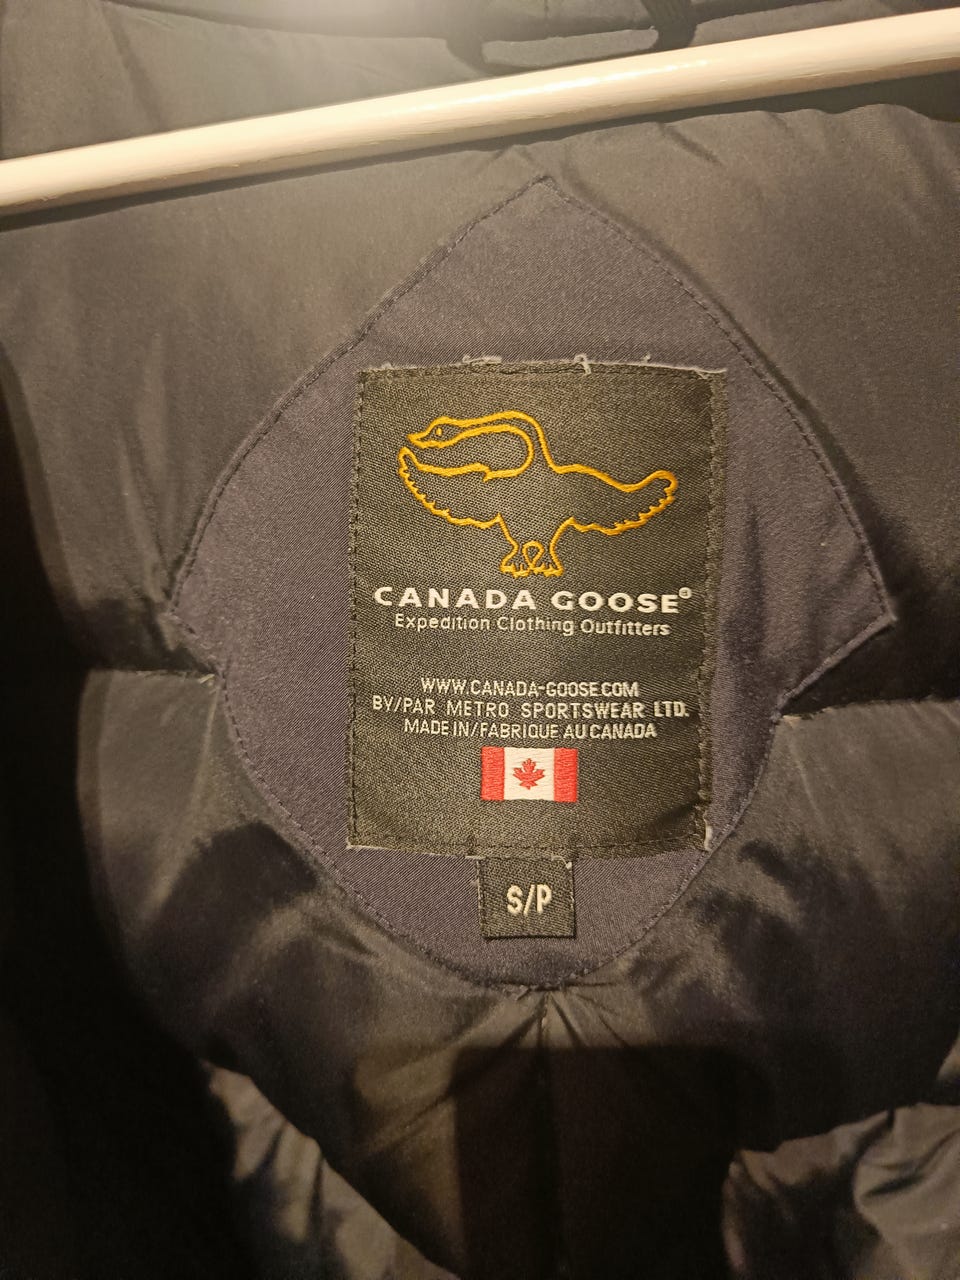 CANADA GOOSE®
Expedition Clothing Outfitters
WWW.CANADA-GOOSE.COM
BY/PAR METRO SPORTSWEAR LTD.
MADE IN/FABRIQUE AU CANADA
S/P